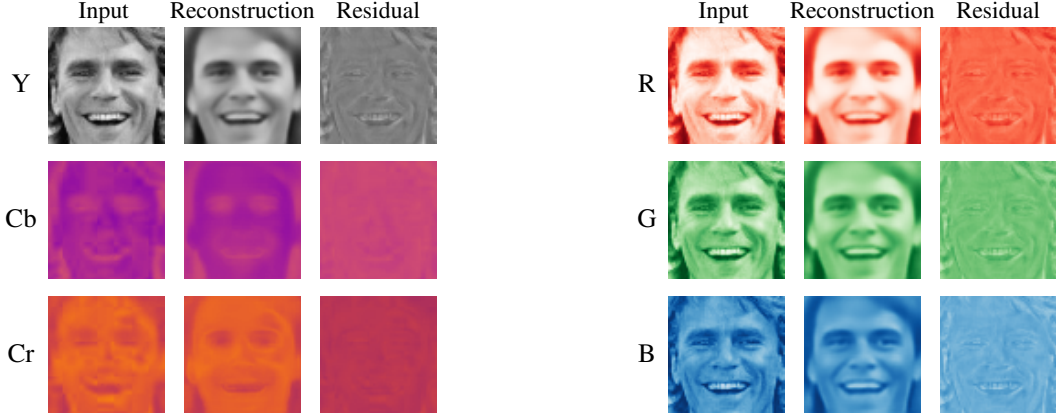 Input Reconstruction Residual
Y
Cb
Cr
Input Reconstruction Residual
R
G
B